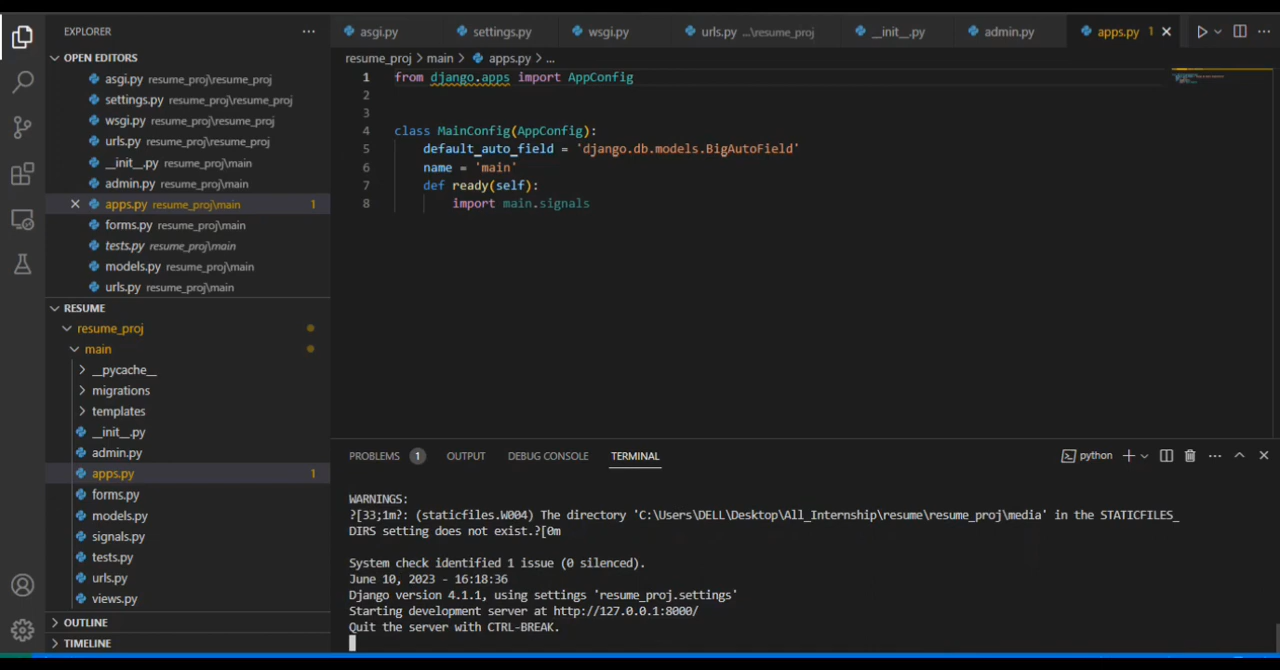 EXPLORER
OPEN EDITORS
asgi.py resume_proj\resume_proj
settings.py resume_proj\resume_proj
wsgi.py resume_proj\resume_proj
urls.py resume_proj\resume_proj
__init__.py resume_proj\main
admin.py resume_proj\main
apps.py resume_proj\main 1
forms.py resume_proj\main
tests.py resume_proj\main
models.py resume_proj\main
urls.py resume_proj\main
RESUME
resume_proj
main
__pycache__
migrations
templates
__init__.py
admin.py
apps.py 1
forms.py
models.py
signals.py
tests.py
urls.py
views.py
OUTLINE
TIMELINE
asgi.py settings.py wsgi.py urls.py ...\resume_proj __init__.py admin.py apps.py 1
resume_proj > main > apps.py > ...
1 from django.apps import AppConfig
2
3
4 class MainConfig(AppConfig):
5 default_auto_field = 'django.db.models.BigAutoField'
6 name = 'main'
7 def ready(self):
8 import main.signals
PROBLEMS 1 OUTPUT DEBUG CONSOLE TERMINAL python
WARNINGS:
?[33;1m?: (staticfiles.W004) The directory 'C:\Users\DELL\Desktop\All_Internship\resume\resume_proj\media' in the STATICFILES_
DIRS setting does not exist.?[0m
System check identified 1 issue (0 silenced).
June 10, 2023 - 16:18:36
Django version 4.1.1, using settings 'resume_proj.settings'
Starting development server at http://127.0.0.1:8000/
Quit the server with CTRL-BREAK.